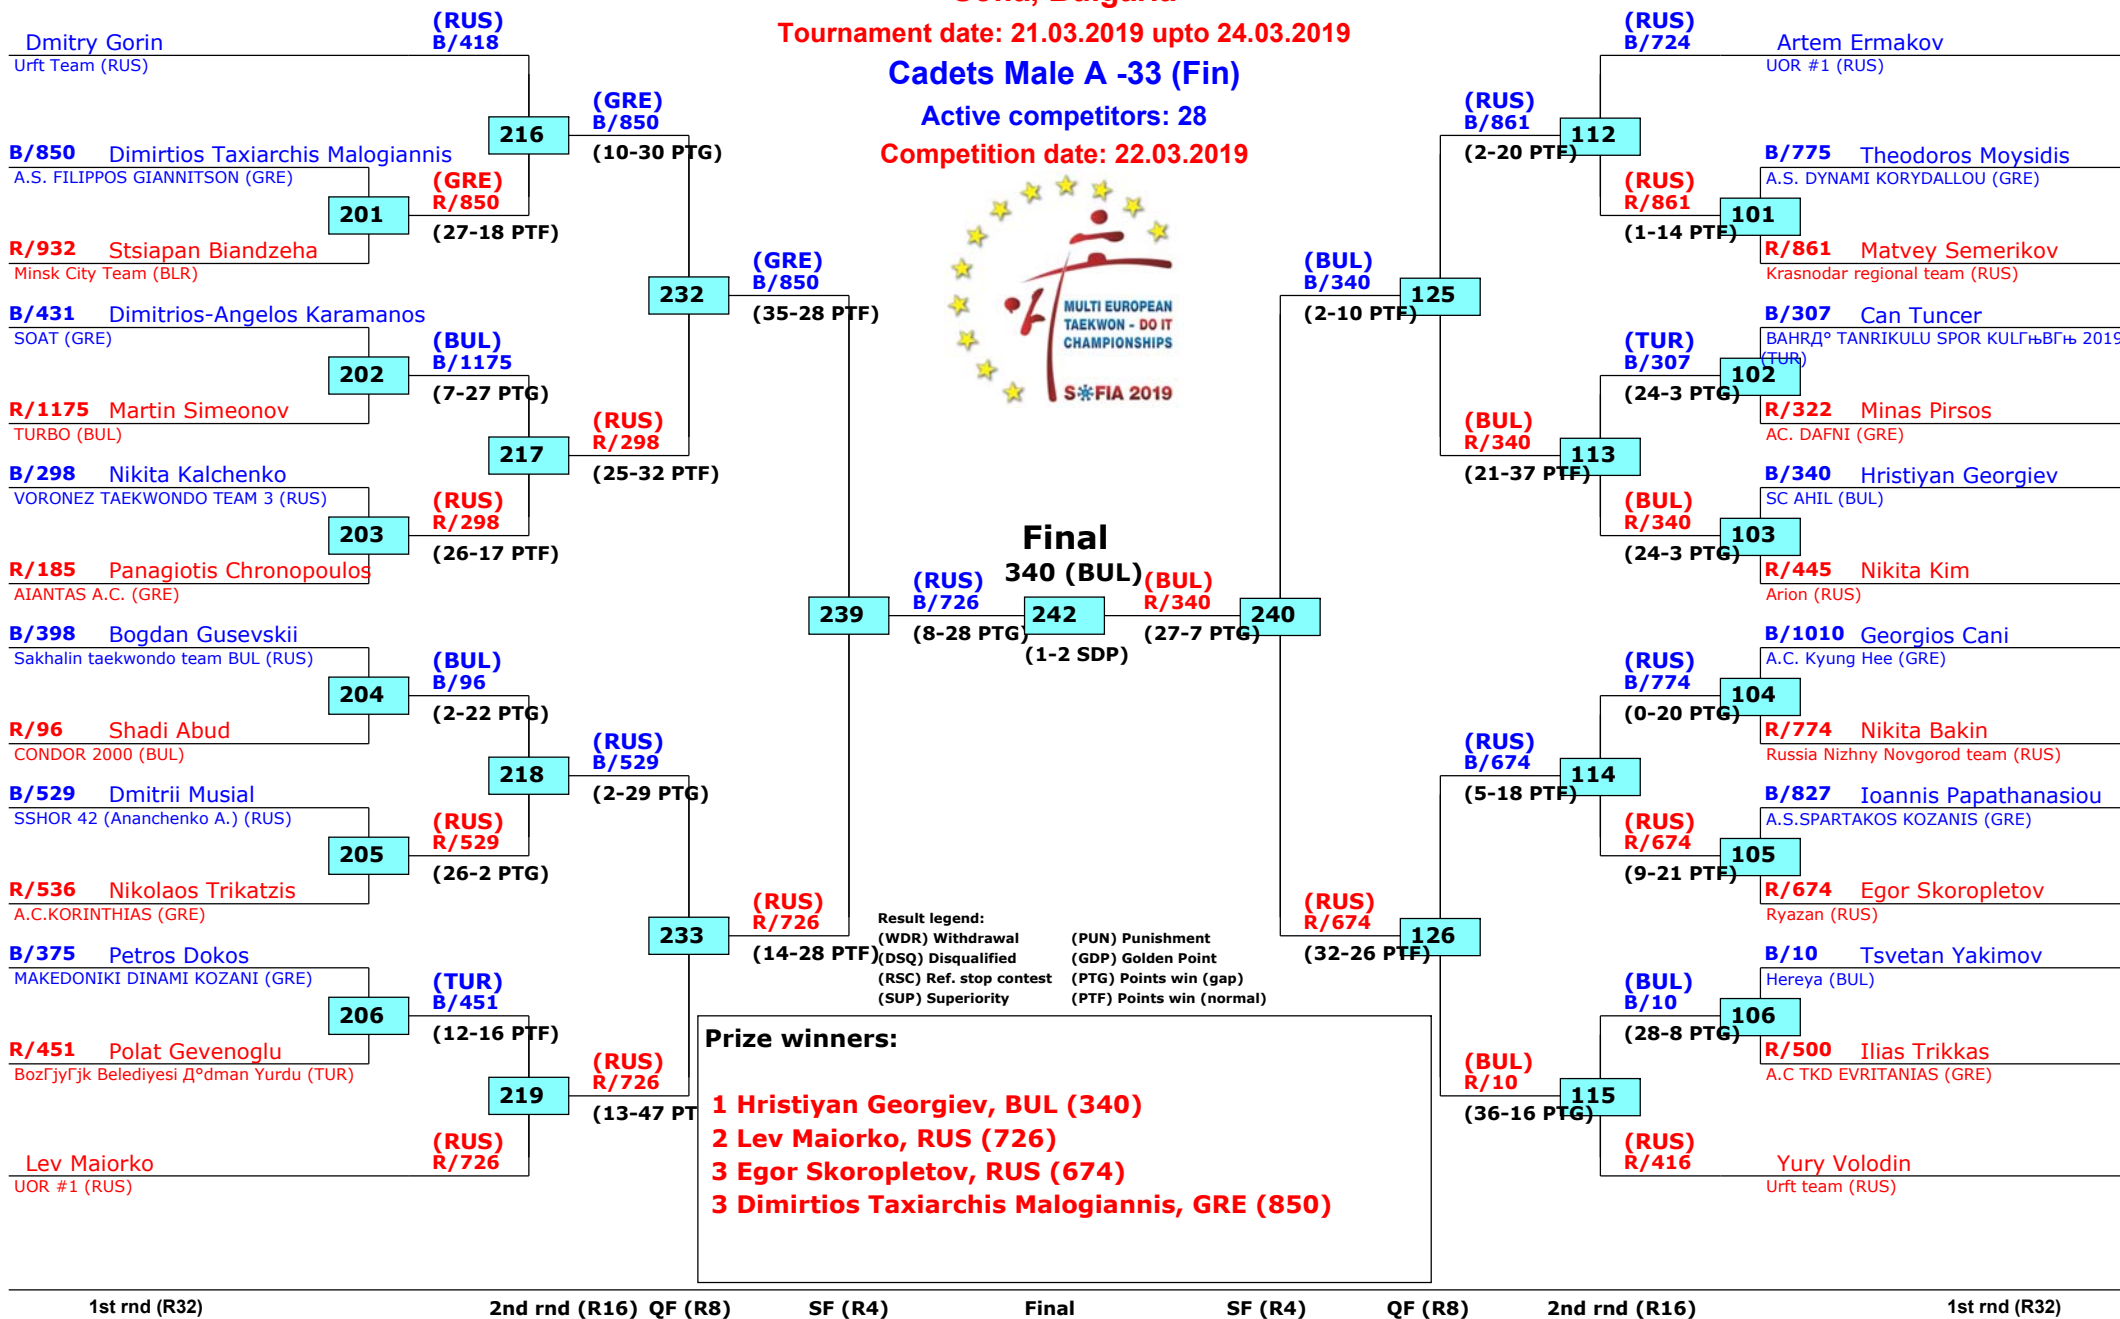 Sofia, Bulgaria
Tournament date: 21.03.2019 upto 24.03.2019
Cadets Male A -33 (Fin)
Active competitors: 28
Competition date: 22.03.2019
MULTI EUROPEAN
TAEKWON - DO IT
CHAMPIONSHIPS
SOFIA 2019
Dmitry Gorin
Urft Team (RUS)
B/850 Dimirtios Taxiarchis Malogiannis
A.S. FILIPPOS GIANNITSON (GRE)
201
R/932 Stsiapan Biandzeha
Minsk City Team (BLR)
B/431 Dimitrios-Angelos Karamanos
SOAT (GRE)
202
R/1175 Martin Simeonov
TURBO (BUL)
B/298 Nikita Kalchenko
VORONEZ TAEKWONDO TEAM 3 (RUS)
203
R/185 Panagiotis Chronopoulos
AIANTAS A.C. (GRE)
B/398 Bogdan Gusevskii
Sakhalin taekwondo team BUL (RUS)
204
R/96 Shadi Abud
CONDOR 2000 (BUL)
B/529 Dmitrii Musial
SSHOR 42 (Ananchenko A.) (RUS)
205
R/536 Nikolaos Trikatzis
A.C.KORINTHIAS (GRE)
B/375 Petros Dokos
MAKEDONIKI DINAMI KOZANI (GRE)
206
R/451 Polat Gevenoglu
BozГјyГјk Belediyesi Д°dman Yurdu (TUR)
Lev Maiorko
UOR #1 (RUS)
(RUS)
B/418
216
(GRE)
R/850
(27-18 PTF)
(BUL)
B/1175
(7-27 PTG)
217
(RUS)
R/298
(26-17 PTF)
(BUL)
B/96
(2-22 PTG)
218
(RUS)
R/529
(26-2 PTG)
(TUR)
B/451
(12-16 PTF)
219
(RUS)
R/726
(GRE)
B/850
(10-30 PTG)
232
(RUS)
R/298
(25-32 PTF)
(RUS)
B/529
(2-29 PTG)
233
(RUS)
R/726
(13-47 PT
(GRE)
B/850
(35-28 PTF)
239
(RUS)
R/726
(14-28 PTF)
(RUS)
B/726
(8-28 PTG)
Final
340 (BUL)
242
(1-2 SDP)
(BUL)
R/340
(27-7 PTG)
240
(BUL)
B/340
(2-10 PTF)
(RUS)
R/674
(32-26 PTF)
(RUS)
B/861
(2-20 PTF)
125
(BUL)
R/340
(21-37 PTF)
(RUS)
B/674
(5-18 PTF)
126
(BUL)
R/10
(36-16 PTG)
(RUS)
B/724
112
(RUS)
R/861
(1-14 PTF)
(TUR)
B/307
(24-3 PTG)
113
(BUL)
R/340
(24-3 PTG)
(RUS)
B/774
(0-20 PTG)
114
(RUS)
R/674
(9-21 PTF)
(BUL)
B/10
(28-8 PTG)
115
(RUS)
R/416
Artem Ermakov
UOR #1 (RUS)
B/775 Theodoros Moysidis
A.S. DYNAMI KORYDALLOU (GRE)
101
R/861 Matvey Semerikov
Krasnodar regional team (RUS)
B/307 Can Tuncer
BAHRД° TANRIKULU SPOR KULГњBГњ 2019
(TUR)
102
R/322 Minas Pirsos
AC. DAFNI (GRE)
B/340 Hristiyan Georgiev
SC AHIL (BUL)
103
R/445 Nikita Kim
Arion (RUS)
B/1010 Georgios Cani
A.C. Kyung Hee (GRE)
104
R/774 Nikita Bakin
Russia Nizhny Novgorod team (RUS)
B/827 Ioannis Papathanasiou
A.S.SPARTAKOS KOZANIS (GRE)
105
R/674 Egor Skoropletov
Ryazan (RUS)
B/10 Tsvetan Yakimov
Hereya (BUL)
106
R/500 Ilias Trikkas
A.C TKD EVRITANIAS (GRE)
Yury Volodin
Urft team (RUS)
Result legend:
(WDR) Withdrawal (PUN) Punishment
(DSQ) Disqualified (GDP) Golden Point
(RSC) Ref. stop contest (PTG) Points win (gap)
(SUP) Superiority (PTF) Points win (normal)
Prize winners:
1 Hristiyan Georgiev, BUL (340)
2 Lev Maiorko, RUS (726)
3 Egor Skoropletov, RUS (674)
3 Dimirtios Taxiarchis Malogiannis, GRE (850)
1st rnd (R32) 2nd rnd (R16) QF (R8) SF (R4) Final SF (R4) QF (R8) 2nd rnd (R16) 1st rnd (R32)